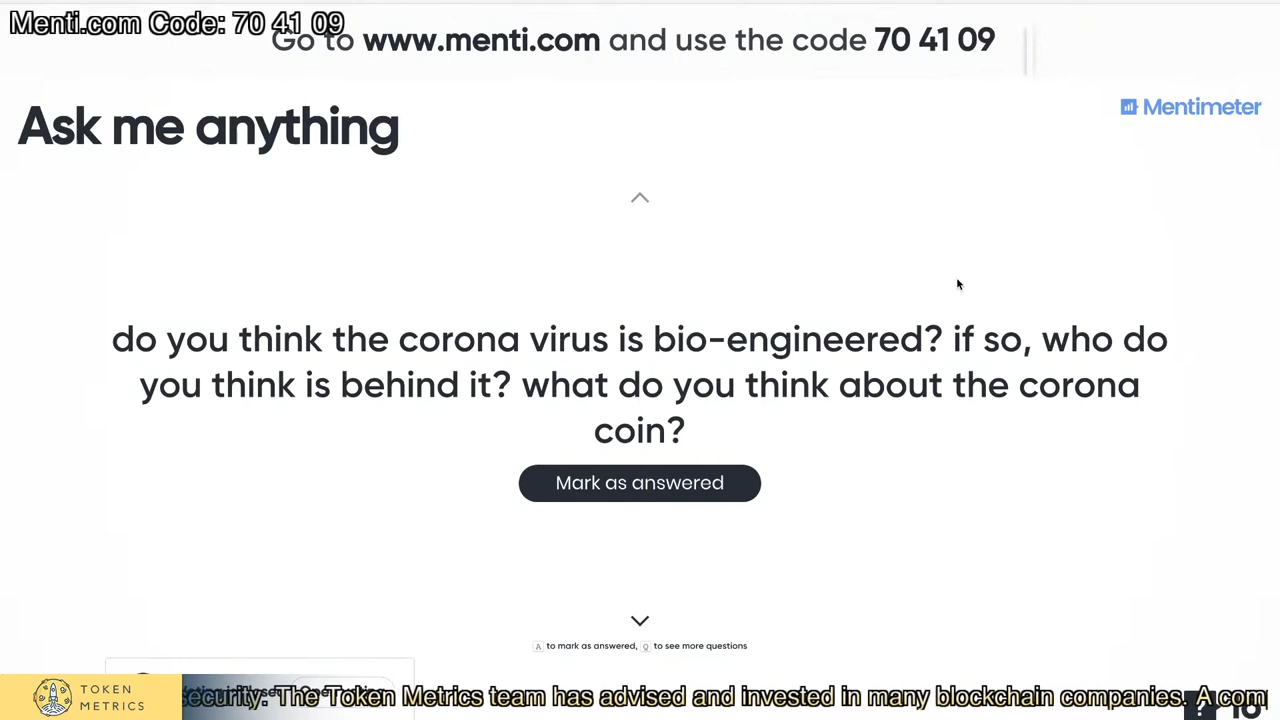 Menti.com Code: 70 41 09
Go to www.menti.com and use the code 70 41 09
Mentimeter
Ask me anything
do you think the corona virus is bio-engineered? if so, who do
you think is behind it? what do you think about the corona
coin?
Mark as answered
A to mark as answered, Q to see more questions
TOKEN
METRICS
security. The Token Metrics team has advised and invested in many blockchain companies. A com
?